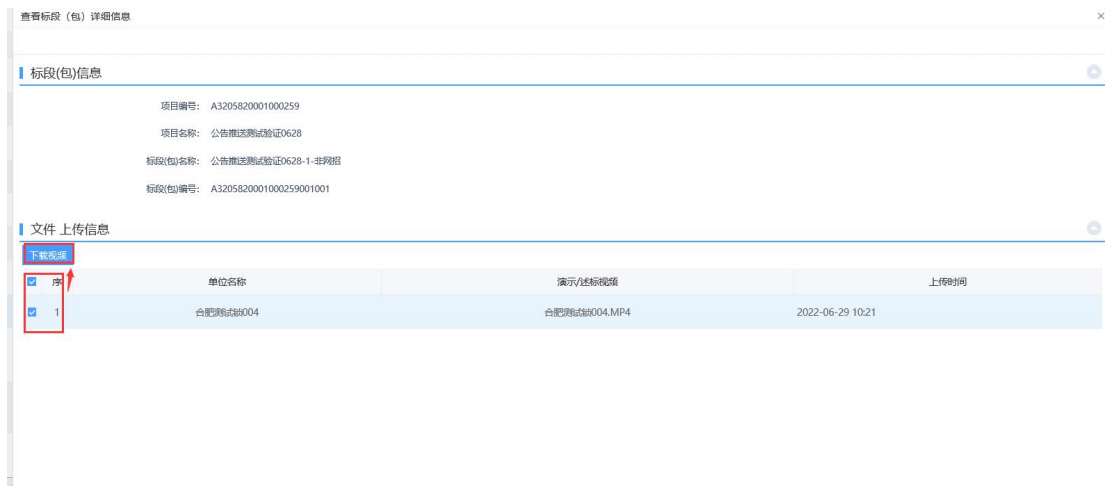 查看标段（包）详细信息
标段(包)信息
项目编号： A3205820001000259
项目名称： 公告推送测试验证0628
标段(包)名称： 公告推送测试验证0628-1-非网招
标段(包)编号： A3205820001000259001001
文件 上传信息
下载视频
序 单位名称 演示/述标视频 上传时间
1 合肥测试锁004 合肥测试锁004.MP4 2022-06-29 10:21